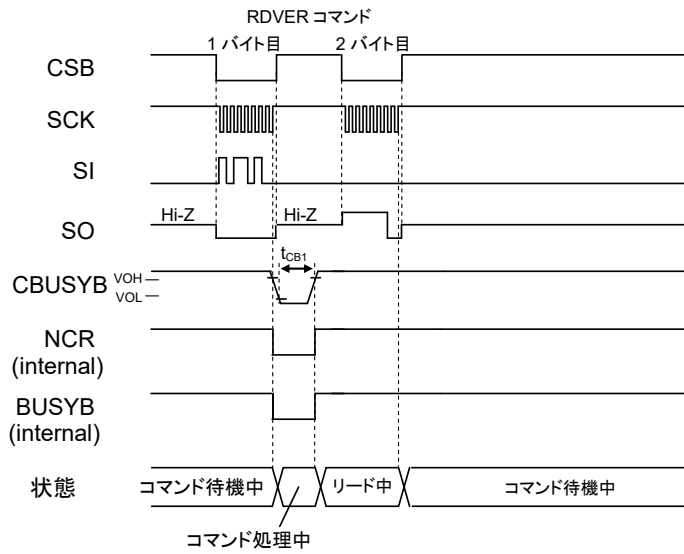 RDVER コマンド
1 バイト目
2 バイト目
CSB
SCK
SI
SO
Hi-Z
Hi-Z
tCB1
CBUSYB
VOH
VOL
NCR
(internal)
BUSYB
(internal)
状態
コマンド待機中
リード中
コマンド待機中
コマンド処理中